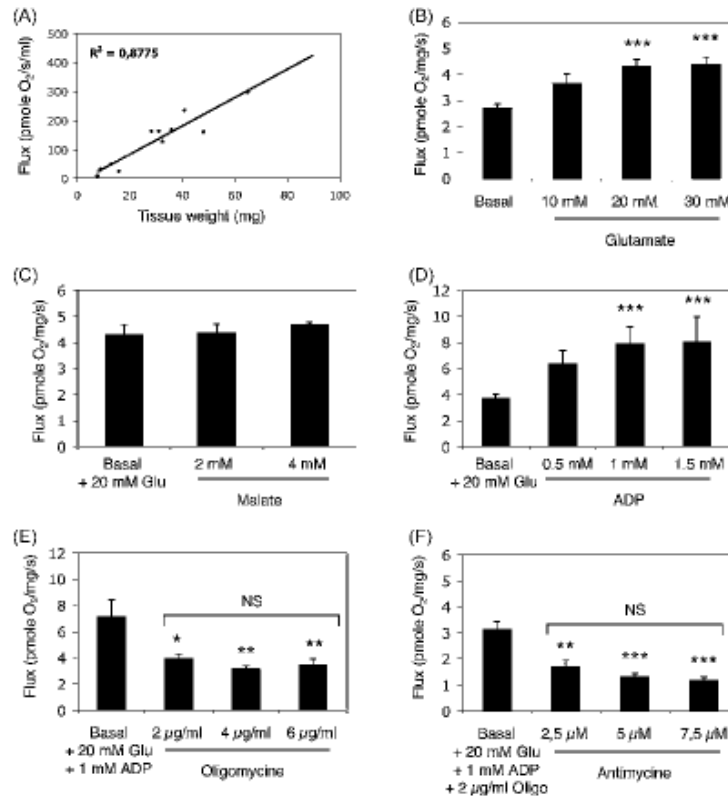 (A)
R² = 0,8775
Flux (pmole O₂/s/ml)
500
400
300
200
100
0
0 20 40 60 80 100
Tissue weight (mg)
(B)
Flux (pmole O₂/mg/s)
6
5
4
3
2
1
0
*** ***
Basal 10 mM 20 mM 30 mM
Glutamate
(C)
Flux (pmole O₂/mg/s)
6
5
4
3
2
1
0
Basal 2 mM 4 mM
+ 20 mM Glu
Malate
(D)
Flux (pmole O₂/mg/s)
12
10
8
6
4
2
0
*** ***
Basal 0.5 mM 1 mM 1.5 mM
+ 20 mM Glu
ADP
(E)
Flux (pmole O₂/mg/s)
12
10
8
6
4
2
0
NS
* ** **
Basal 2 µg/ml 4 µg/ml 6 µg/ml
+ 20 mM Glu
+ 1 mM ADP
Oligomycine
(F)
Flux (pmole O₂/mg/s)
6
5
4
3
2
1
0
NS
** *** ***
Basal 2,5 µM 5 µM 7,5 µM
+ 20 mM Glu
+ 1 mM ADP
+ 2 µg/ml Oligo
Antimycine